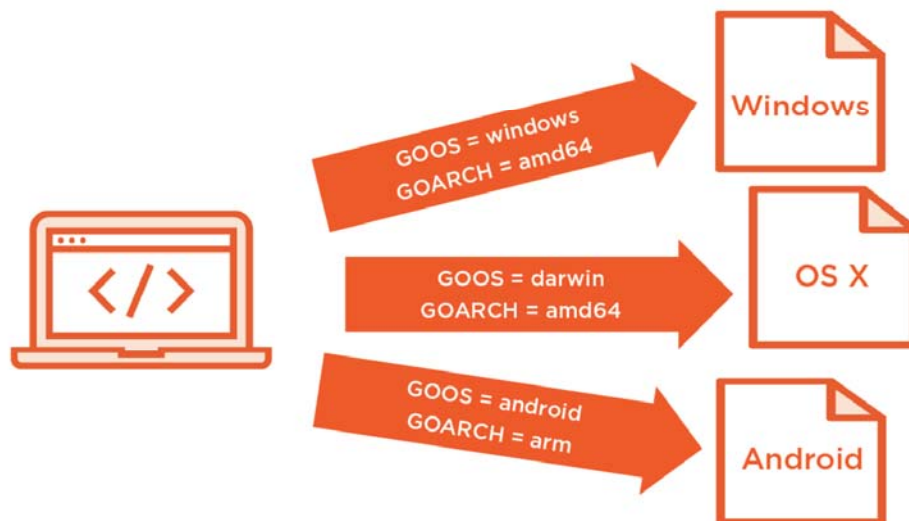 GOOS = windows
GOARCH = amd64
Windows
GOOS = darwin
GOARCH = amd64
OS X
GOOS = android
GOARCH = arm
Android
</>